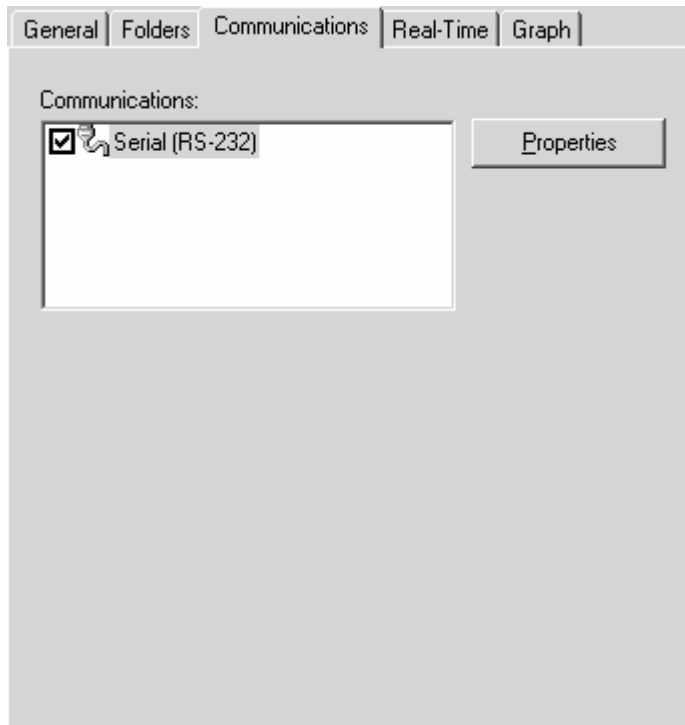 General Folders Communications Real-Time Graph
Communications:
Serial (RS-232)
Properties